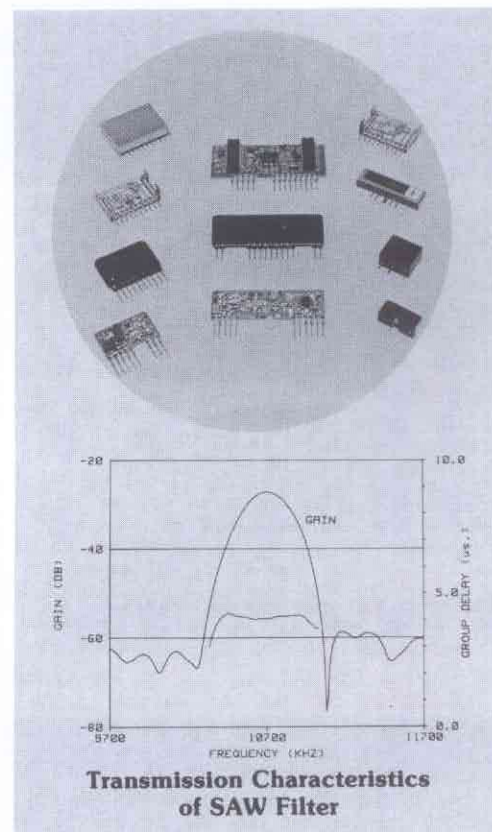 -20
10.0
GAIN
-40
GAIN (DB)
5.0
GROUP DELAY (µs.)
-60
-80
0.0
9700
10700
11700
FREQUENCY (KHZ)
Transmission Characteristics
of SAW Filter